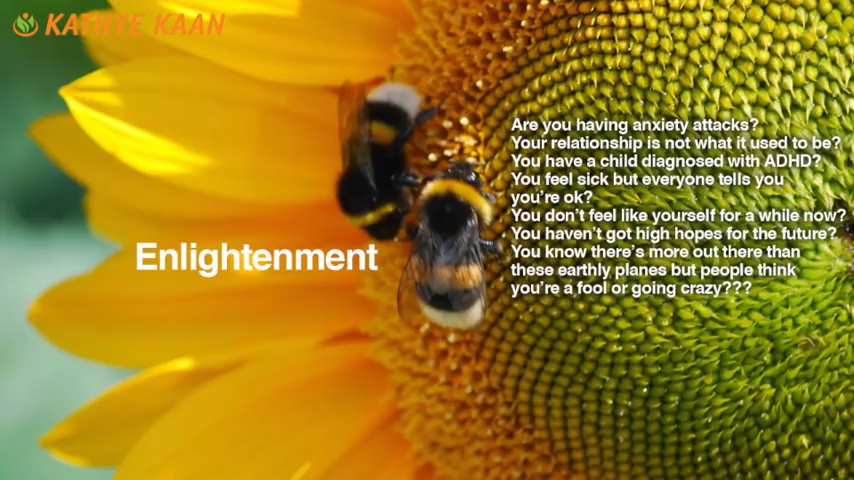 KATHYE KAAN
Are you having anxiety attacks?
Your relationship is not what it used to be?
You have a child diagnosed with ADHD?
You feel sick but everyone tells you
you're ok?
You don't feel like yourself for a while now?
You haven't got high hopes for the future?
You know there's more out there than
these earthly planes but people think
you're a fool or going crazy???
Enlightenment